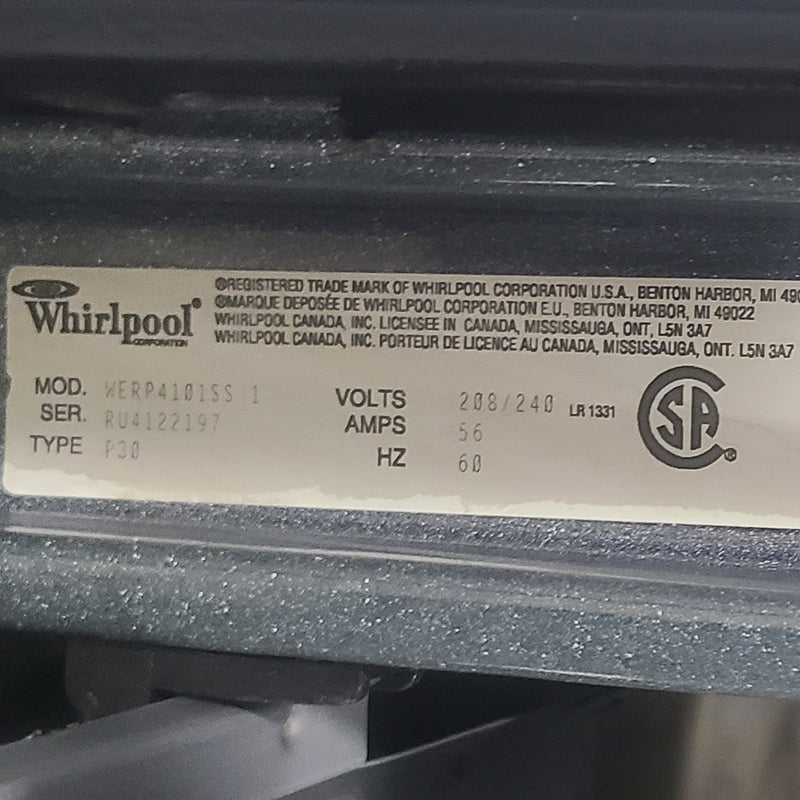 ®REGISTERED TRADE MARK OF WHIRLPOOL CORPORATION U.S.A., BENTON HARBOR, MI
®MARQUE DEPOSÉE DE WHIRLPOOL CORPORATION E.U., BENTON HARBOR, MI 49022
WHIRLPOOL CANADA, INC. LICENSEE IN CANADA, MISSISSAUGA, ONT, L5N 3A7
WHIRLPOOL CANADA, INC. PORTEUR DE LICENCE AU CANADA, MISSISSAUGA, ONT. L5N 3A7
Whirlpool®
CORPORATION
MOD. WERP4101SS 1 VOLTS 208/240 LR 1331 CSA
SER. RU4122197 AMPS 56
TYPE P30 HZ 60